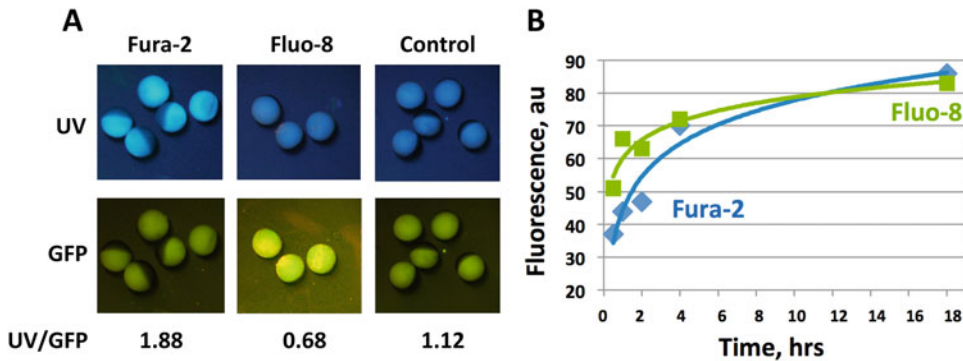 A
Fura-2 Fluo-8 Control
UV
GFP
UV/GFP 1.88 0.68 1.12
B
Fluorescence, au
90
80
70
60
50
40
30
20
Fluo-8
Fura-2
0 2 4 6 8 10 12 14 16 18
Time, hrs